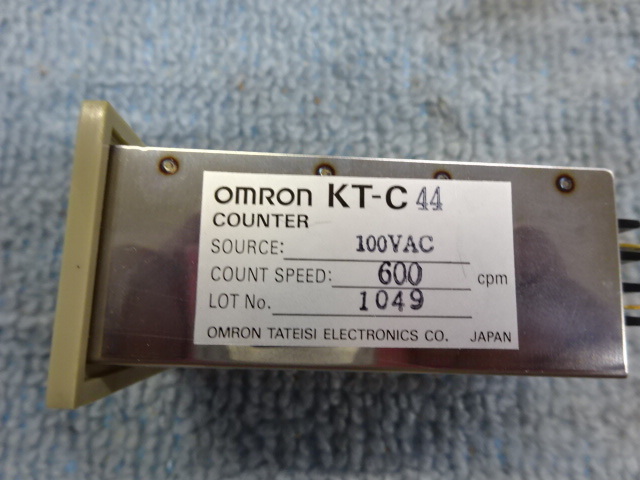 omron KT-C 44
COUNTER
SOURCE: 100VAC
COUNT SPEED: 600 cpm
LOT No. 1049
OMRON TATEISI ELECTRONICS CO. JAPAN